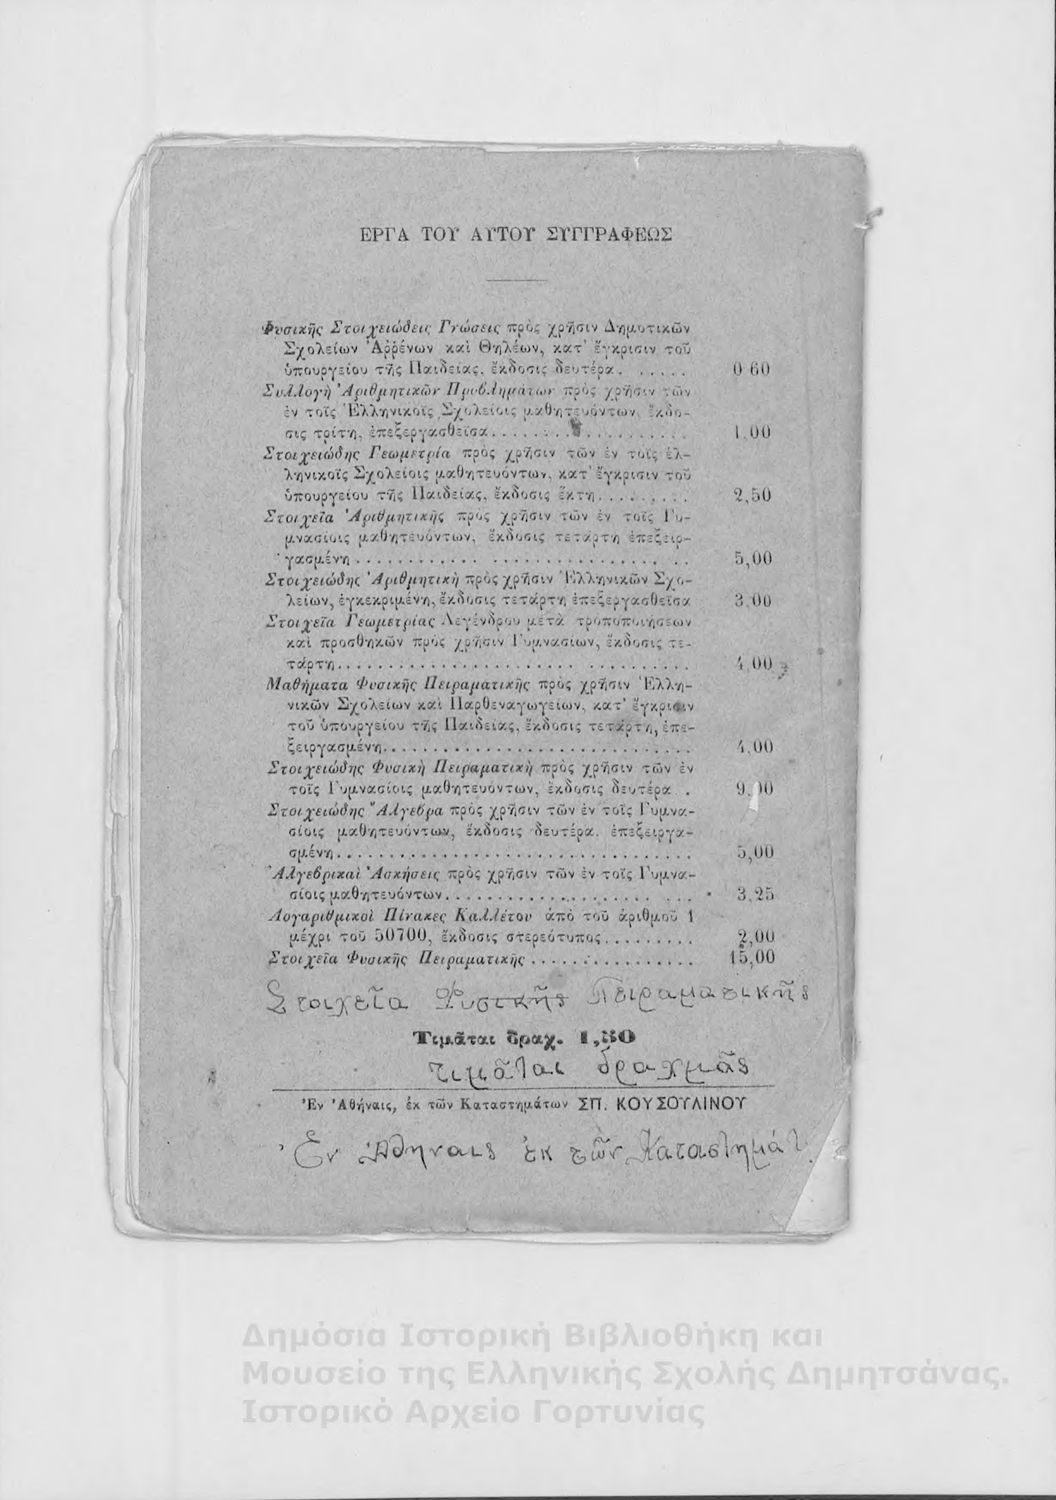 ΕΡΓΑ ΤΟΥ ΑΥΤΟΥ ΣΥΓΓΡΑΦΕΩΣ
Φυσικῆς Στοιχειώδεις Γνώσεις πρὸς χρῆσιν Δημοτικῶν
Σχολείων Ἀρρένων καὶ Θηλέων, κατ' ἔγκρισιν τοῦ
ὑπουργείου τῆς Παιδείας, ἔκδοσις δευτέρα. ...... 0 60
Συλλογὴ Ἀριθμητικῶν Προβλημάτων πρὸς χρῆσιν τῶν
ἐν τοῖς Ἑλληνικοῖς Σχολείοις μαθητευόντων, ἔκδο-
σις τρίτη, ἐπεξεργασθεῖσα.................. 1.00
Στοιχειώδης Γεωμετρία πρὸς χρῆσιν τῶν ἐν τοῖς ἑλ-
ληνικοῖς Σχολείοις μαθητευόντων, κατ' ἔγκρισιν τοῦ
ὑπουργείου τῆς Παιδείας, ἔκδοσις ἕκτη......... 2,50
Στοιχεῖα Ἀριθμητικῆς πρὸς χρῆσιν τῶν ἐν τοῖς Γυ-
μνασίοις μαθητευόντων, ἔκδοσις τετάρτη ἐπεξειρ-
γασμένη............................ 5,00
Στοιχειώδης Ἀριθμητικὴ πρὸς χρῆσιν Ἑλληνικῶν Σχο-
λείων, ἐγκεκριμένη, ἔκδοσις τετάρτη ἐπεξεργασθεῖσα 3,00
Στοιχεῖα Γεωμετρίας Λεγένδρου μετὰ τροποποιήσεων
καὶ προσθηκῶν πρὸς χρῆσιν Γυμνασίων, ἔκδοσις τε-
τάρτη............................ 4 00
Μαθήματα Φυσικῆς Πειραματικῆς πρὸς χρῆσιν Ἑλλη-
νικῶν Σχολείων καὶ Παρθεναγωγείων, κατ' ἔγκρισιν
τοῦ ὑπουργείου τῆς Παιδείας, ἔκδοσις τετάρτη, ἐπε-
ξειργασμένη............................ 4.00
Στοιχειώδης Φυσικὴ Πειραματικὴ πρὸς χρῆσιν τῶν ἐν
τοῖς Γυμνασίοις μαθητευόντων, ἔκδοσις δευτέρα. .
Στοιχειώδης Ἄλγεβρα πρὸς χρῆσιν τῶν ἐν τοῖς Γυμνα-
σίοις μαθητευόντων, ἔκδοσις δευτέρα. ἐπεξειργα-
σμένη............................ 5,00
Ἀλγεβρικαὶ Ἀσκήσεις πρὸς χρῆσιν τῶν ἐν τοῖς Γυμνα-
σίοις μαθητευόντων............................ 3.25
Λογαριθμικοὶ Πίνακες Καλλέτου ἀπὸ τοῦ ἀριθμοῦ 1
μέχρι τοῦ 50700, ἔκδοσις στερεότυπος......... 2,00
Στοιχεῖα Φυσικῆς Πειραματικῆς............... 15,00
Στοιχεῖα Φυσικῆς Πειραματικῆς
Τιμᾶται δραχ. 1,80
τιμᾶται δραχμᾶς
Ἐν Ἀθήναις, ἐκ τῶν Καταστημάτων ΣΠ. ΚΟΥΣΟΥΛΙΝΟΥ
Ἐν Ἀθηναις ἐκ τῶν Καταστημάτ
Δημόσια Ιστορική Βιβλιοθήκη και
Μουσείο της Ελληνικής Σχολής Δημητσάνας.
Ιστορικό Αρχείο Γορτυνίας